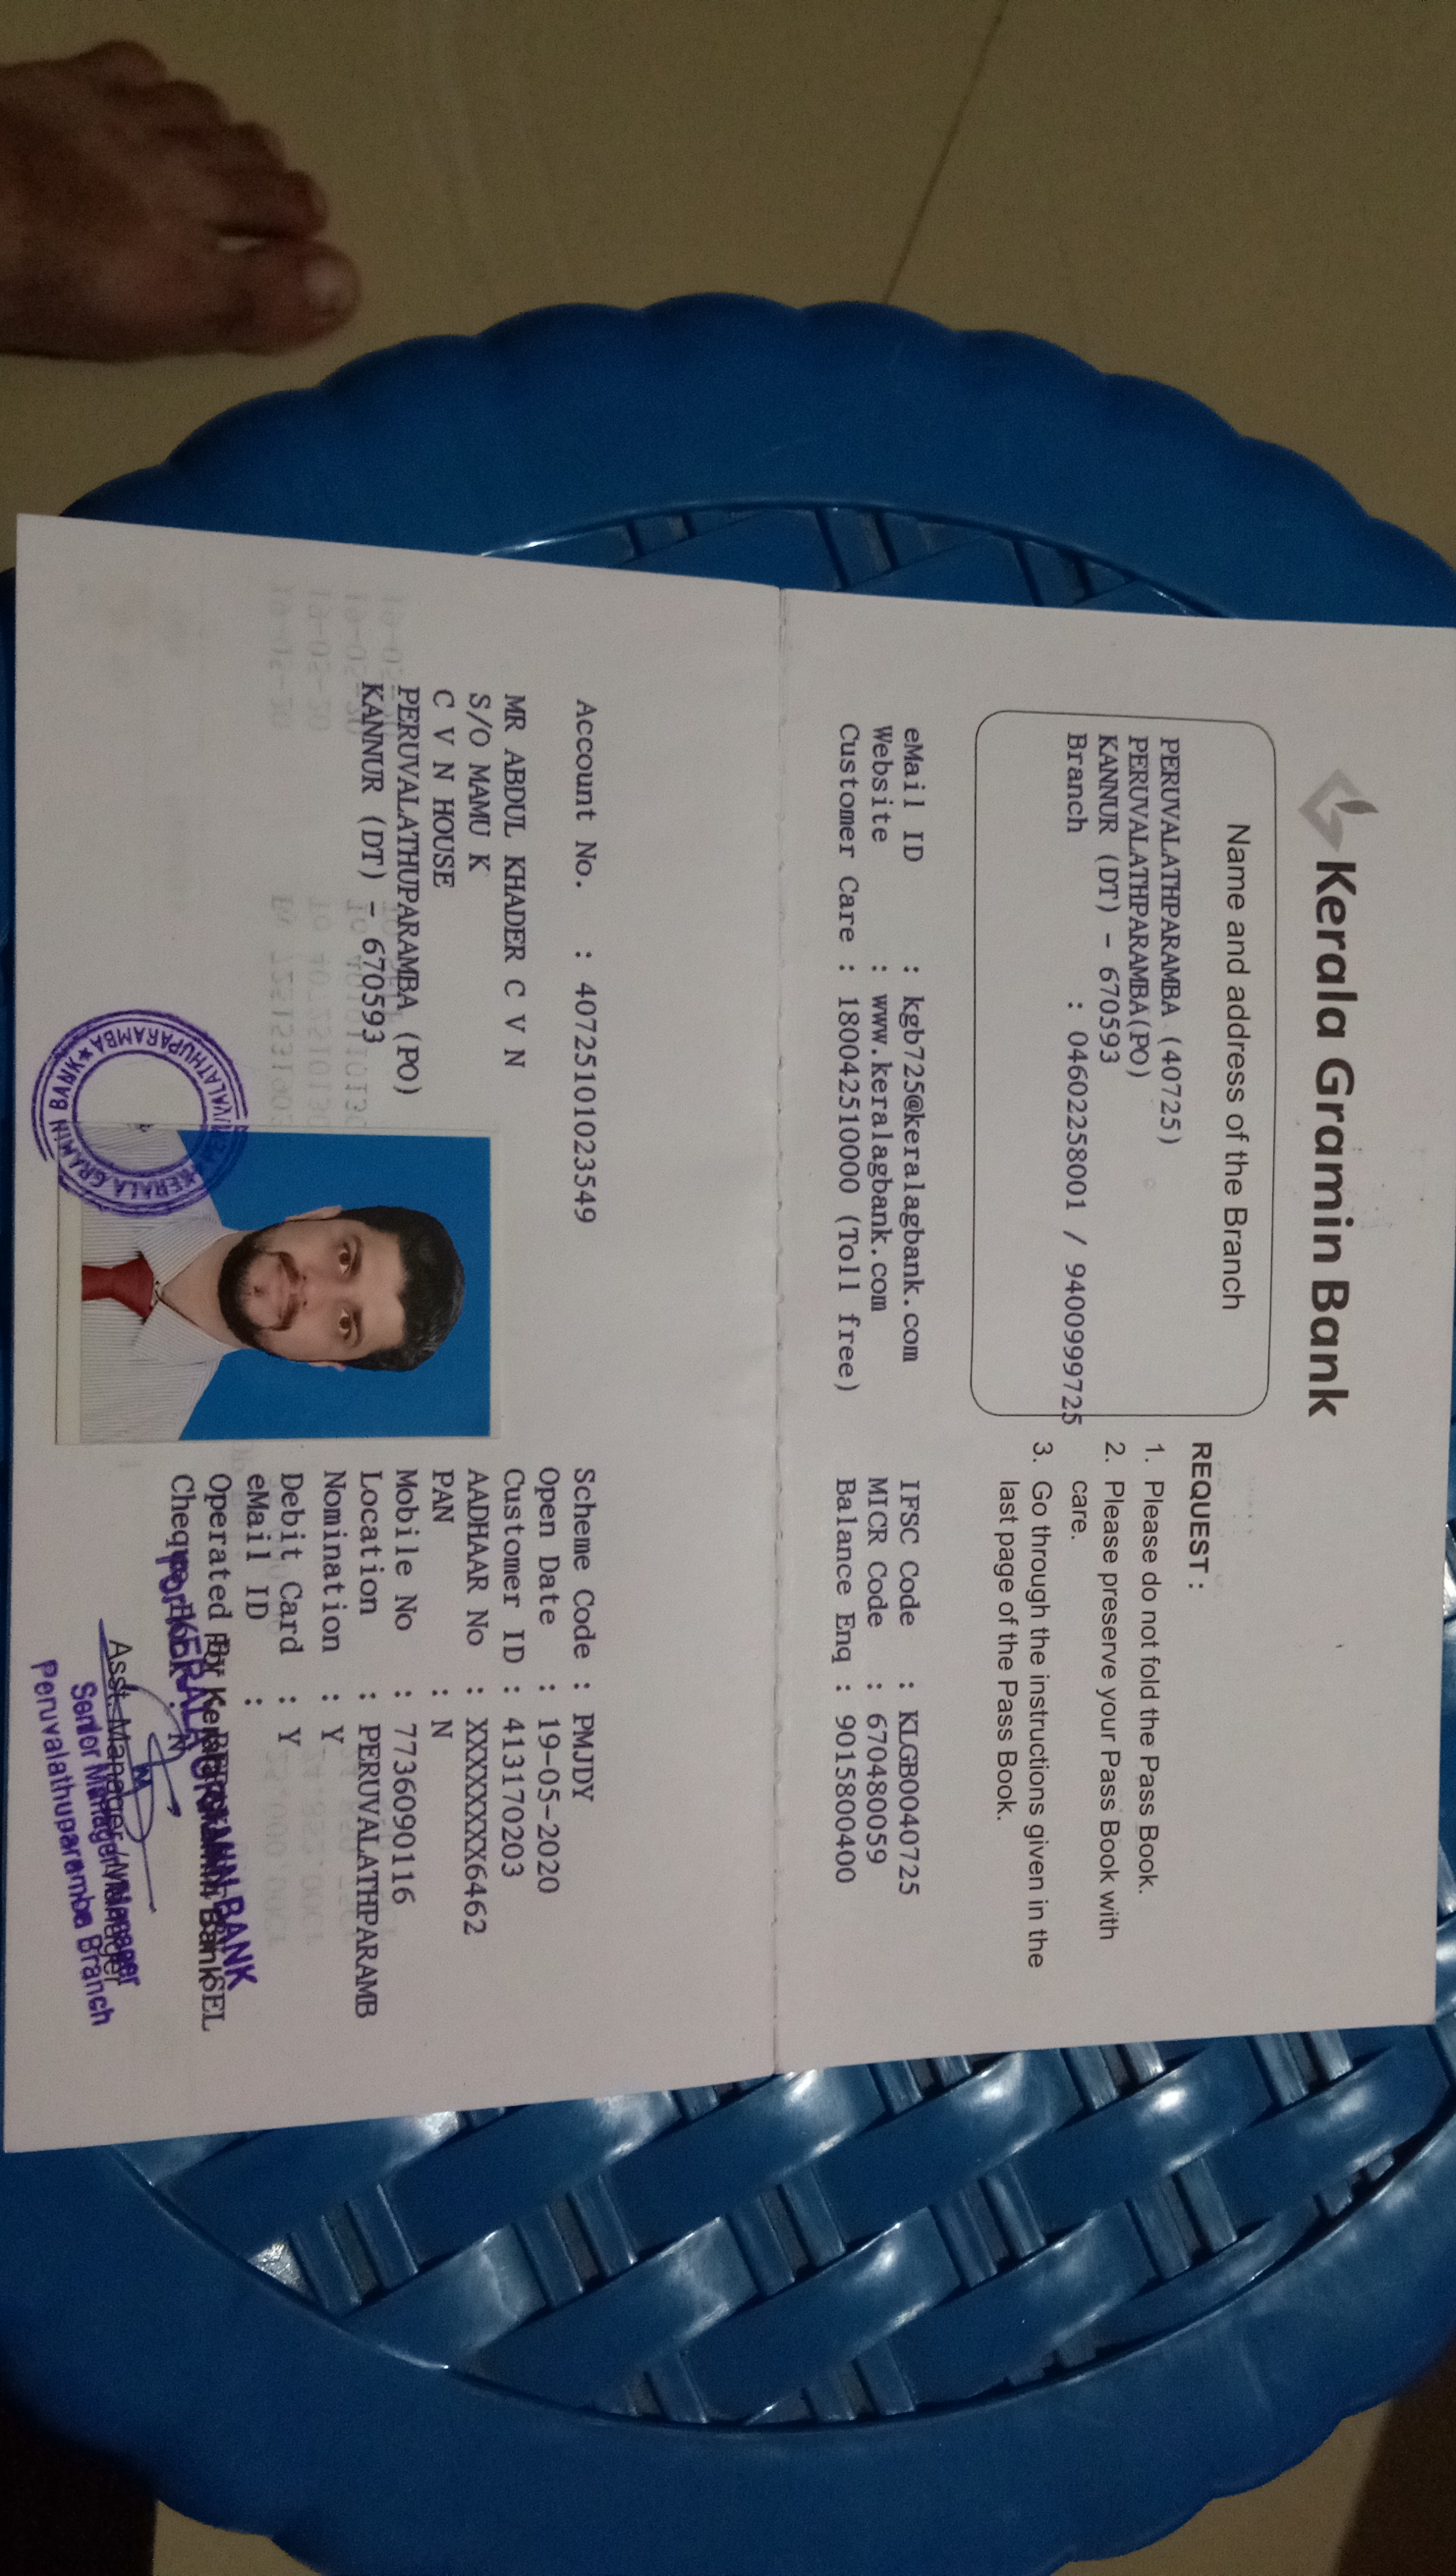 Kerala Gramin Bank
Name and address of the Branch
PERUVALATHPARAMBA (40725)
PERUVALATHPARAMBA(PO)
KANNUR (DT) - 670593
Branch : 04602258001 / 9400999725
REQUEST :
1. Please do not fold the Pass Book.
2. Please preserve your Pass Book with
care.
3. Go through the instructions given in the
last page of the Pass Book.
eMail ID : kgb725@keralagbank.com
Website : www.keralagbank.com
Customer Care : 180042510000 (Toll free)
IFSC Code : KLGB0040725
MICR Code : 670480059
Balance Enq : 9015800400
Account No. : 40725101023549
MR ABDUL KHADER C V N
S/O MAMU K
C V N HOUSE
PERUVALATHUPARAMBA (PO)
KANNUR (DT) - 670593
Scheme Code : PMJDY
Open Date : 19-05-2020
Customer ID : 413170203
AADHAAR No : XXXXXXXX6462
PAN : N
Mobile No : 7736090116
Location : PERUVALATHPARAMB
Nomination : Y
Debit Card : Y
eMail ID :
Operated By SEL
Cheque : N
For KERALA GRAMIN BANK
For Kerala Gramin Bank
Asst. Manager / Manager
Senior Manager
Peruvalathuparamba Branch
KERALA GRAMIN BANK ★